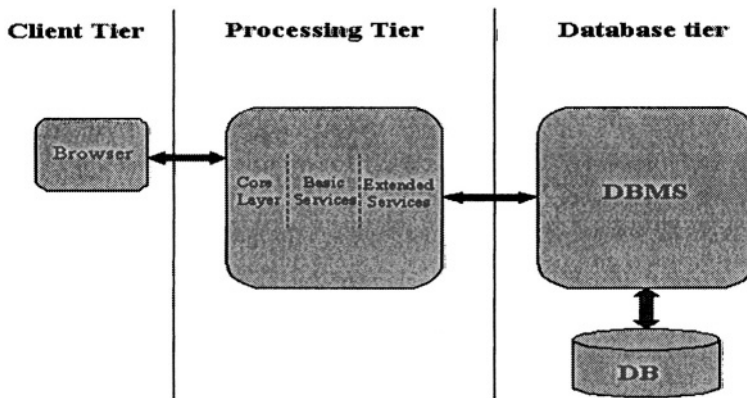 Client Tier
Processing Tier
Database tier
Browser
Core
Layer
Basic
Services
Extended
Services
DBMS
DB